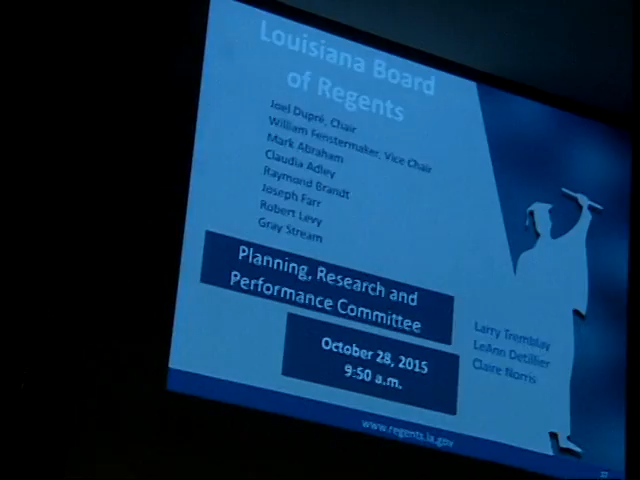 Louisiana Board
of Regents
Joel Dupré, Chair
William Fenstermaker, Vice Chair
Mark Abraham
Claudia Adley
Raymond Brandt
Joseph Farr
Robert Levy
Gray Stream
Planning, Research and
Performance Committee
October 28, 2015
9:50 a.m.
Larry Tremblay
LeAnn Detillier
Claire Norris
www.regents.la.gov